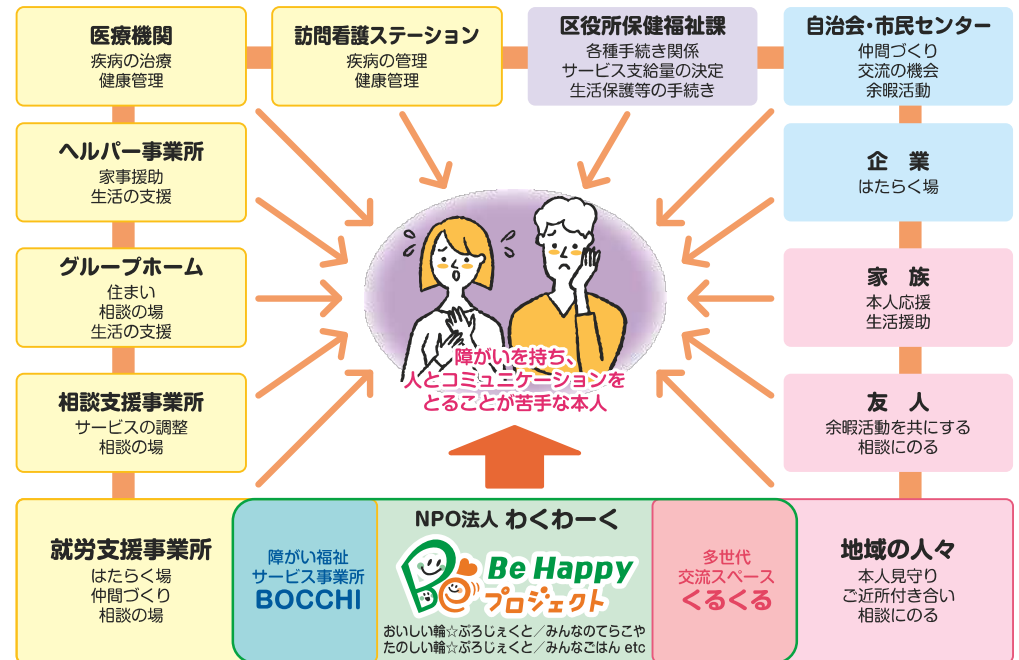 医療機関
疾病の治療
健康管理
訪問看護ステーション
疾病の管理
健康管理
区役所保健福祉課
各種手続き関係
サービス支給量の決定
生活保護等の手続き
自治会・市民センター
仲間づくり
交流の機会
余暇活動
ヘルパー事業所
家事援助
生活の支援
企　業
はたらく場
グループホーム
住まい
相談の場
生活の支援
家　族
本人応援
生活援助
障がいを持ち、
人とコミュニケーションを
とることが苦手な本人
相談支援事業所
サービスの調整
相談の場
友　人
余暇活動を共にする
相談にのる
就労支援事業所
はたらく場
仲間づくり
相談の場
障がい福祉
サービス事業所
BOCCHI
NPO法人 わくわーく
Be
Be Happy
プロジェクト
おいしい輪☆ぷろじぇくと／みんなのてらこや
たのしい輪☆ぷろじぇくと／みんなごはん etc
多世代
交流スペース
くるくる
地域の人々
本人見守り
ご近所付き合い
相談にのる